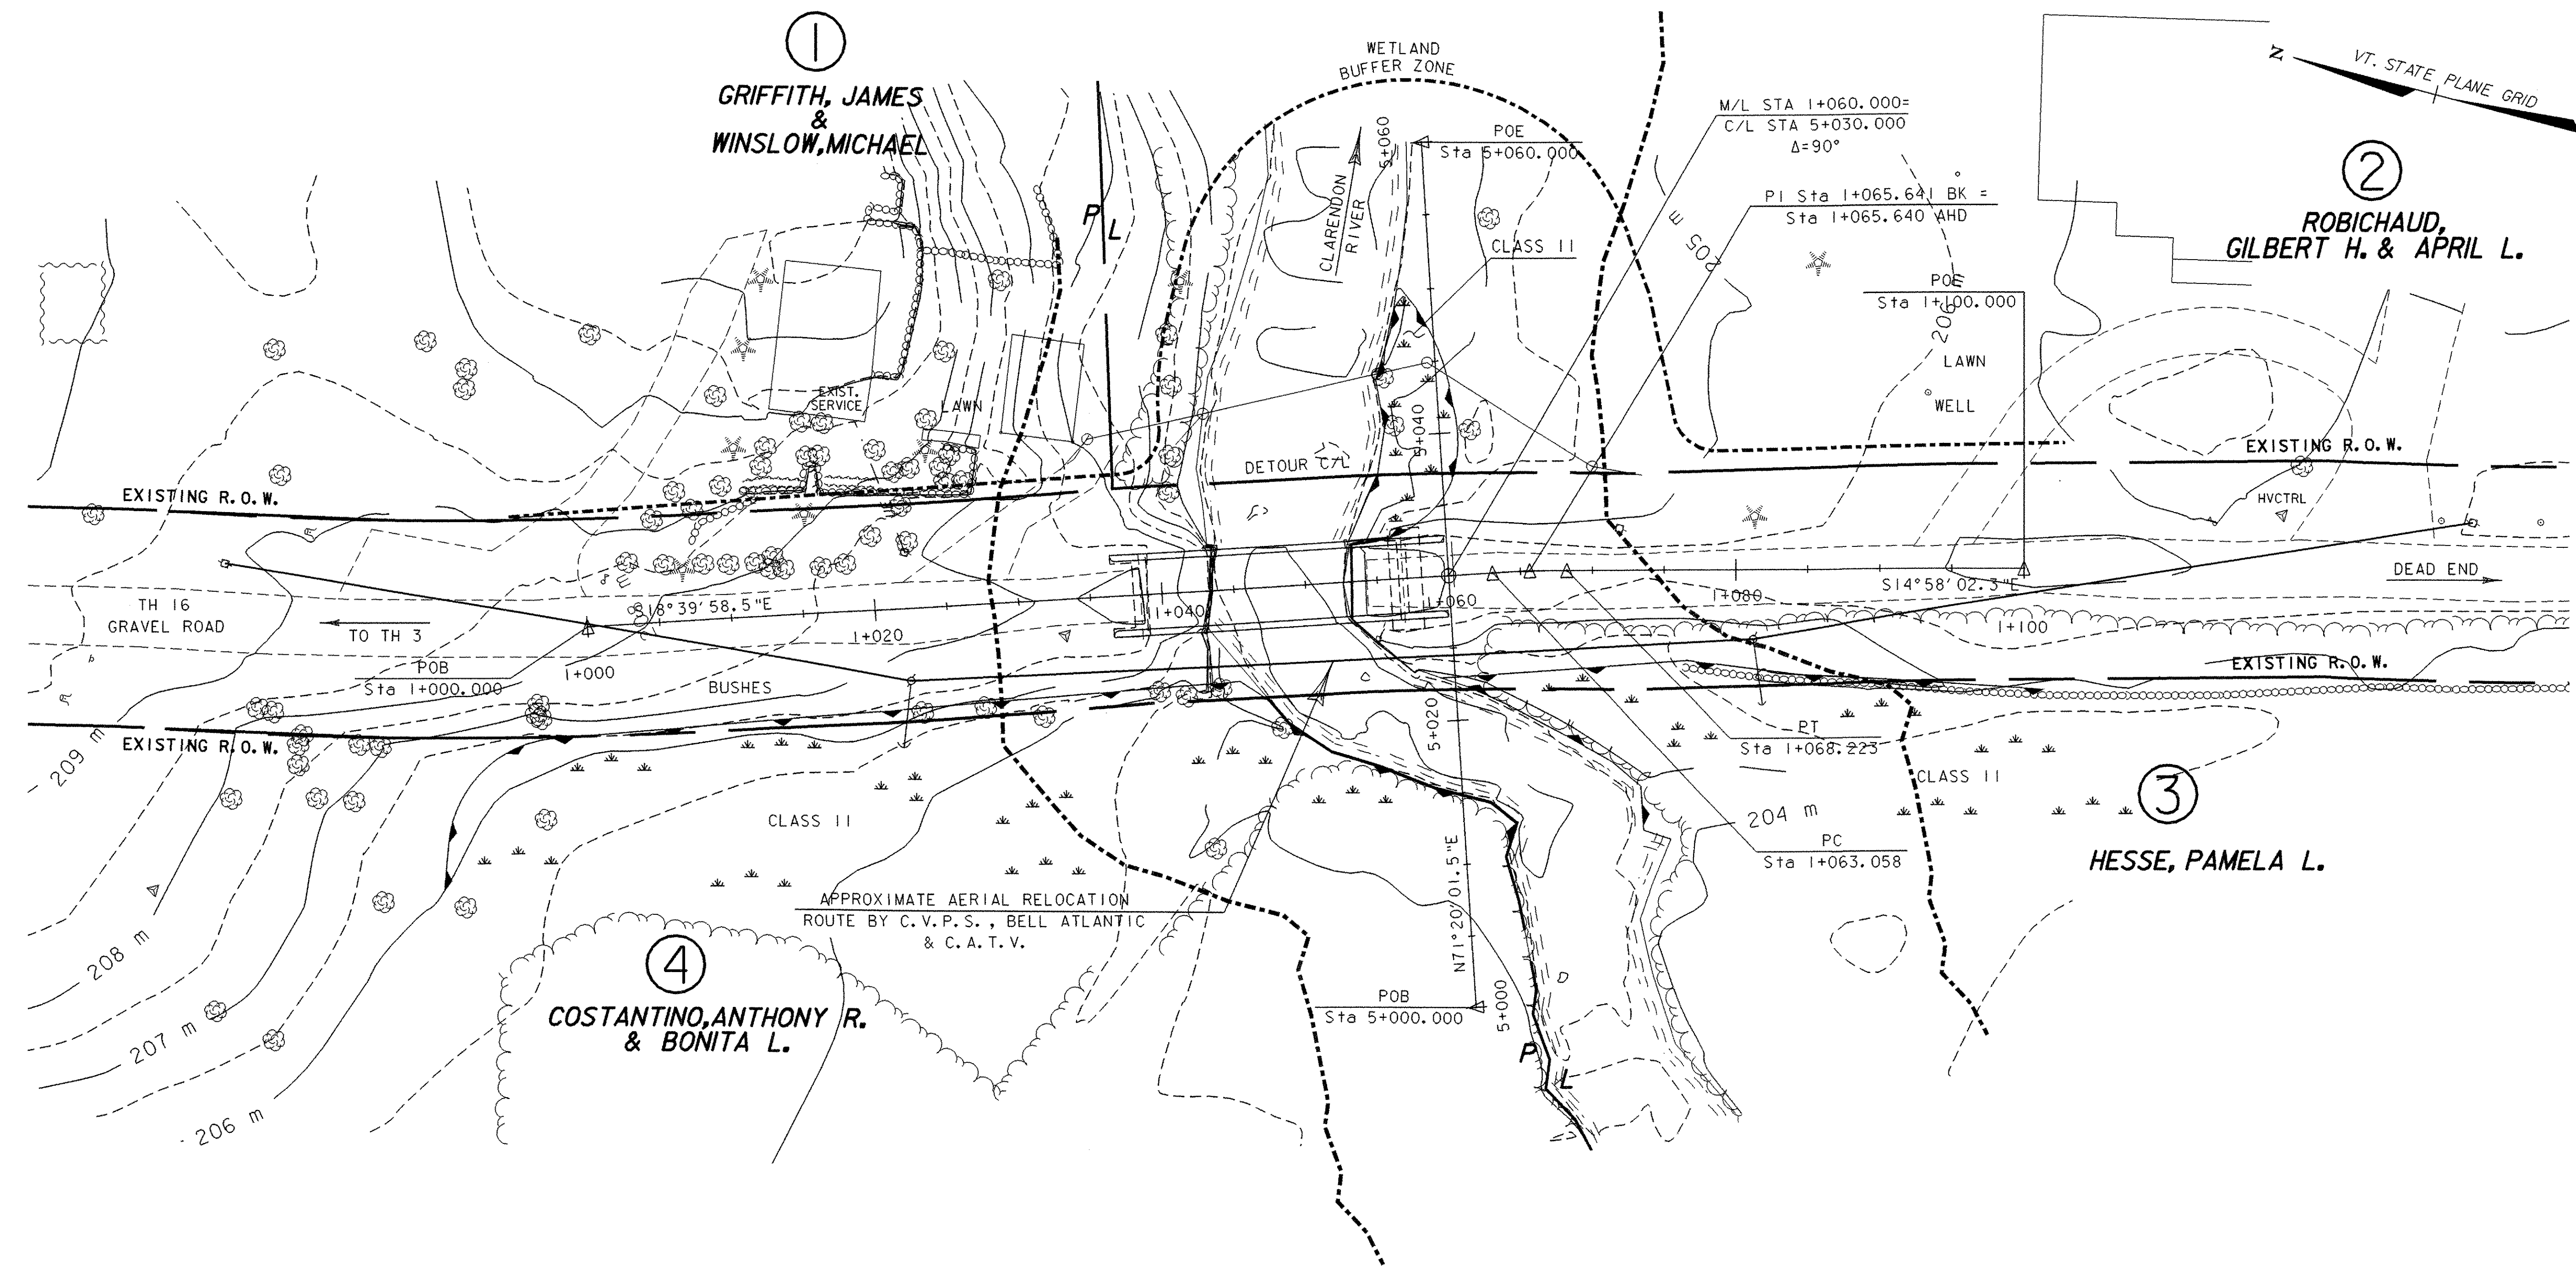 1
GRIFFITH, JAMES
&
WINSLOW, MICHAEL
WETLAND
BUFFER ZONE
Z
VT. STATE PLANE GRID
2
ROBICHAUD,
GILBERT H. & APRIL L.
M/L STA 1+060.000=
C/L STA 5+030.000
Δ=90°
PI Sta 1+065.641 BK =
Sta 1+065.640 AHD
POE
Sta 5+060.000
5+060
CLARENDON
RIVER
CLASS II
205 m
POE
Sta 1+100.000
206 m
P L
LAWN
WELL
EXIST.
SERVICE
LAWN
5+040
DETOUR C/L
EXISTING R.O.W.
EXISTING R.O.W.
HVCTRL
DEAD END
TH 16
GRAVEL ROAD
TO TH 3
S18°39'58.5"E
1+020
1+040
1+060
1+080
S14°58'02.3"E
1+100
POB
Sta 1+000.000
1+000
BUSHES
EXISTING R.O.W.
EXISTING R.O.W.
209 m
5+020
PT
Sta 1+068.223
CLASS II
3
HESSE, PAMELA L.
CLASS II
204 m
PC
Sta 1+063.058
APPROXIMATE AERIAL RELOCATION
ROUTE BY C.V.P.S., BELL ATLANTIC
& C.A.T.V.
N71°20'01.5"E
208 m
4
COSTANTINO, ANTHONY R.
& BONITA L.
POB
Sta 5+000.000
5+000
207 m
P L
206 m